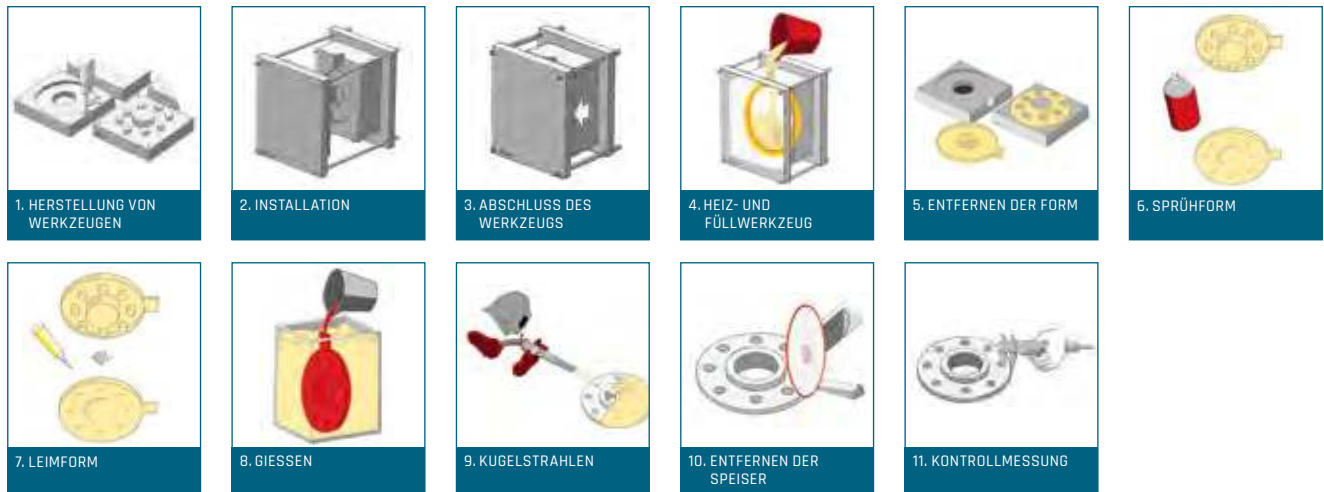 1. HERSTELLUNG VON
WERKZEUGEN
2. INSTALLATION
3. ABSCHLUSS DES
WERKZEUGS
4. HEIZ- UND
FÜLLWERKZEUG
5. ENTFERNEN DER FORM
6. SPRÜHFORM
7. LEIMFORM
8. GIESSEN
9. KUGELSTRAHLEN
10. ENTFERNEN DER
SPEISER
11. KONTROLLMESSUNG